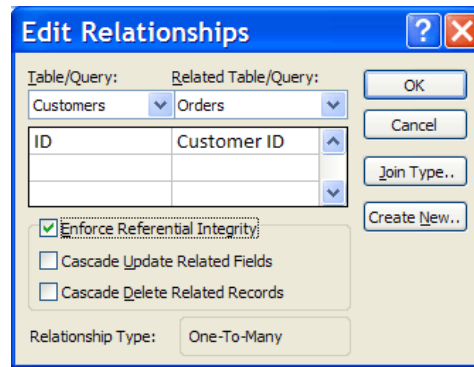 Edit Relationships
Table/Query: Related Table/Query:
Customers Orders
ID Customer ID
Enforce Referential Integrity
Cascade Update Related Fields
Cascade Delete Related Records
Relationship Type: One-To-Many
OK
Cancel
Join Type..
Create New..